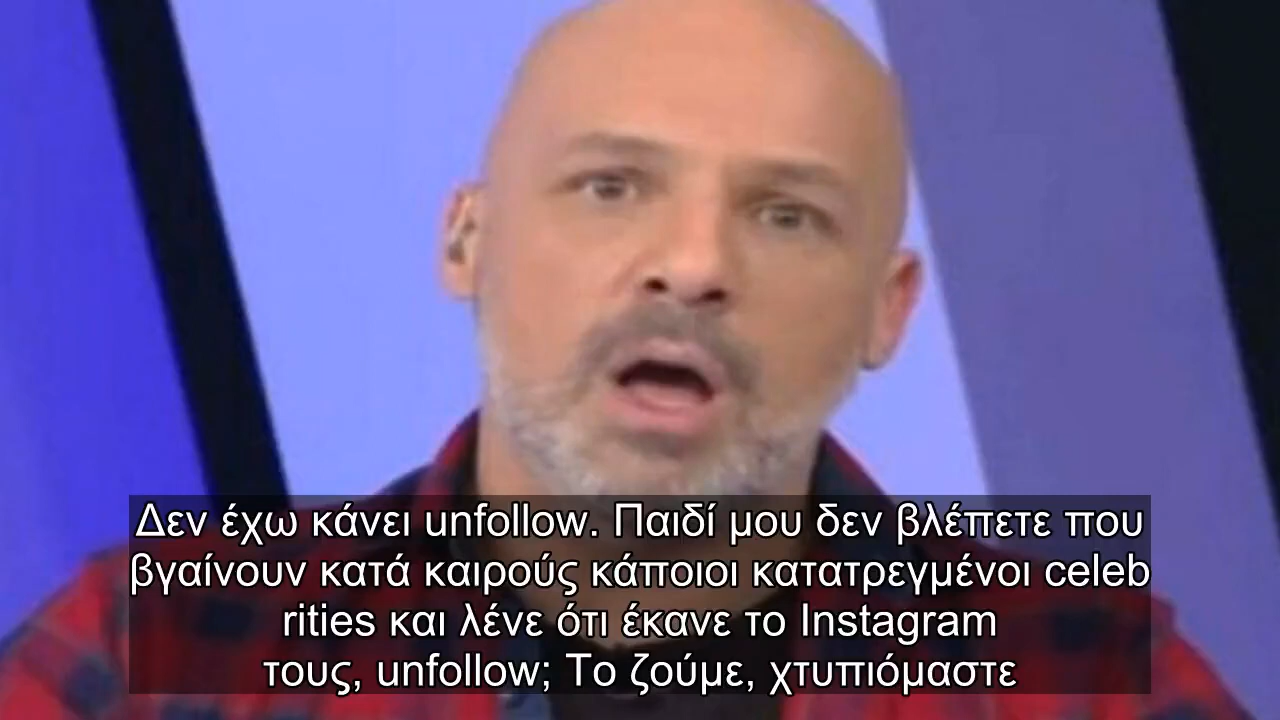 Δεν έχω κάνει unfollow. Παιδί μου δεν βλέπετε που
βγαίνουν κατά καιρούς κάποιοι κατατρεγμένοι celeb
rities και λένε ότι έκανε το Instagram
τους, unfollow; Το ζούμε, χτυπιόμαστε